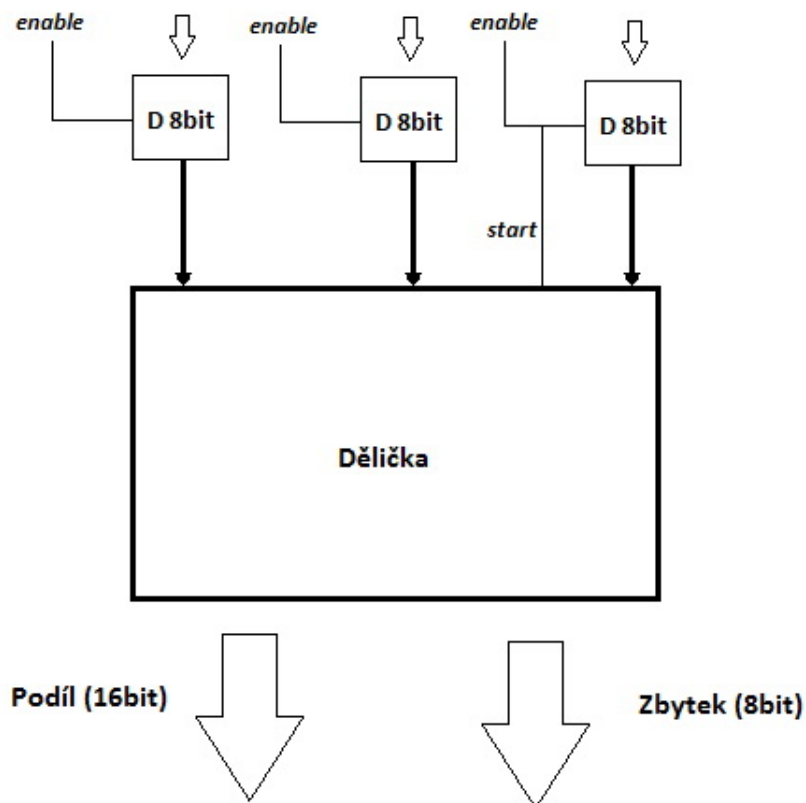 enable
enable
enable
D 8bit
D 8bit
D 8bit
start
Dělička
Podíl (16bit)
Zbytek (8bit)